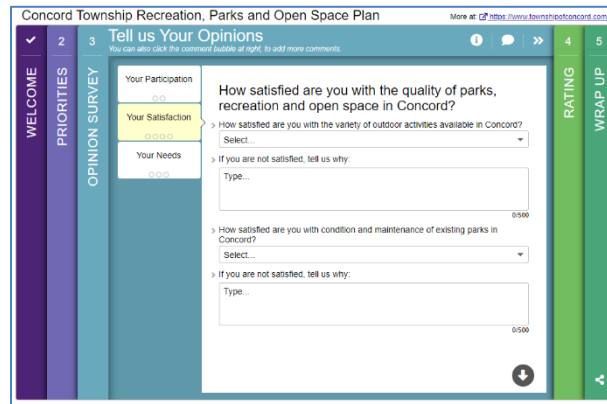 Concord Township Recreation, Parks and Open Space Plan
More at: https://www.townshipofconcord.com
WELCOME
2
PRIORITIES
3
OPINION SURVEY
Tell us Your Opinions
You can also click the comment bubble at right, to add more comments.
Your Participation
Your Satisfaction
Your Needs
How satisfied are you with the quality of parks,
recreation and open space in Concord?
How satisfied are you with the variety of outdoor activities available in Concord?
Select...
If you are not satisfied, tell us why:
Type...
0/500
How satisfied are you with condition and maintenance of existing parks in
Concord?
Select...
If you are not satisfied, tell us why:
Type...
0/500
4
RATING
5
WRAP UP